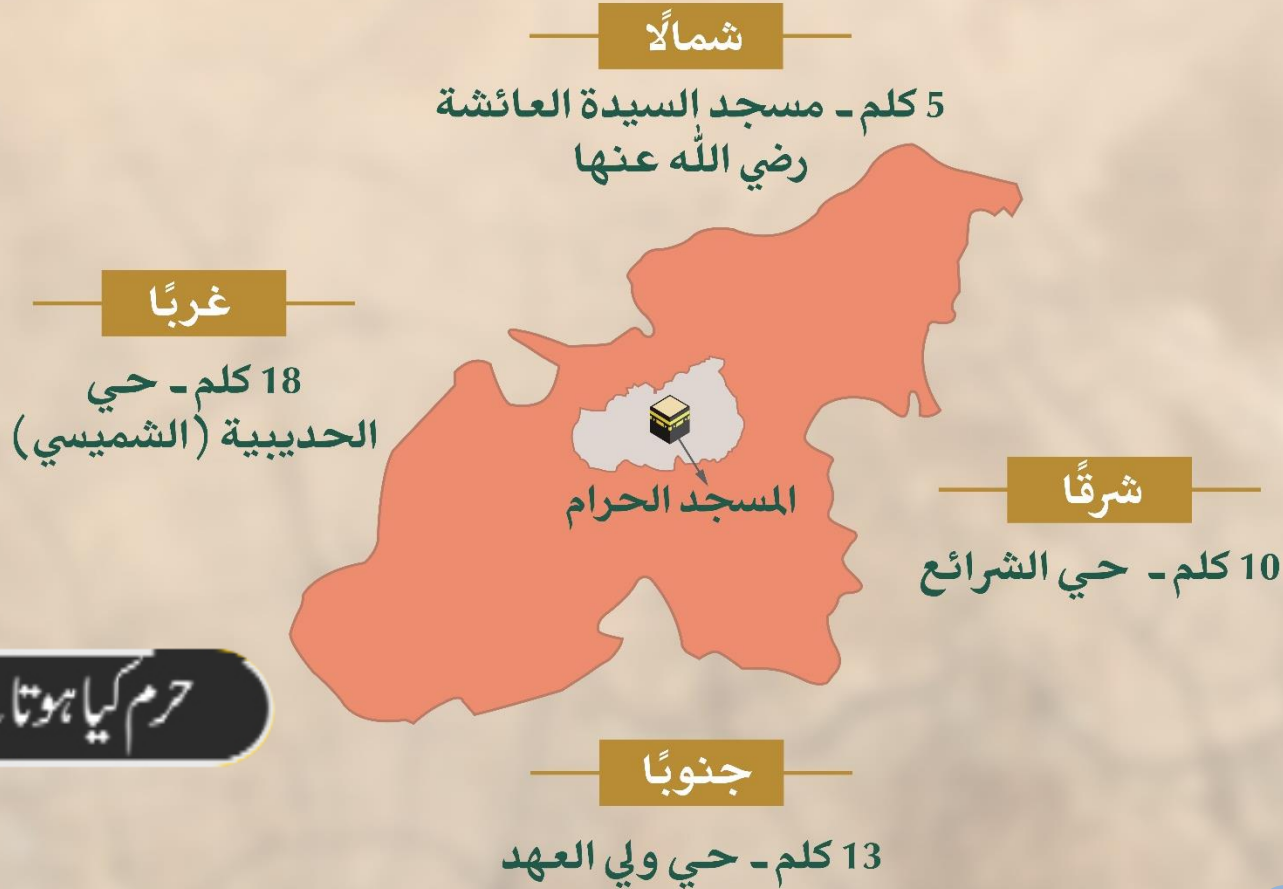 شمالًا
5 كلم - مسجد السيدة العائشة
رضي الله عنها
غربًا
18 كلم - حي
الحديبية (الشميسي)
المسجد الحرام
شرقًا
10 كلم - حي الشرائع
حرم کیا ہوتا
جنوبًا
13 كلم - حي ولي العهد